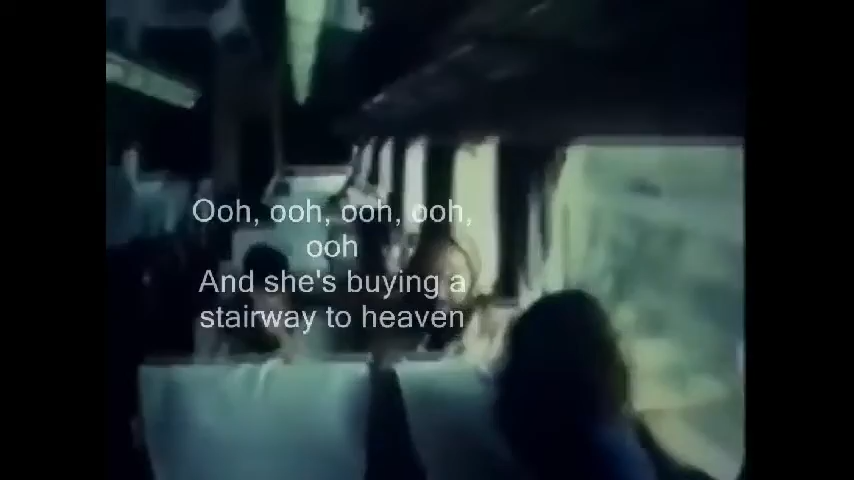 Ooh, ooh, ooh, ooh,
ooh
And she's buying a
stairway to heaven